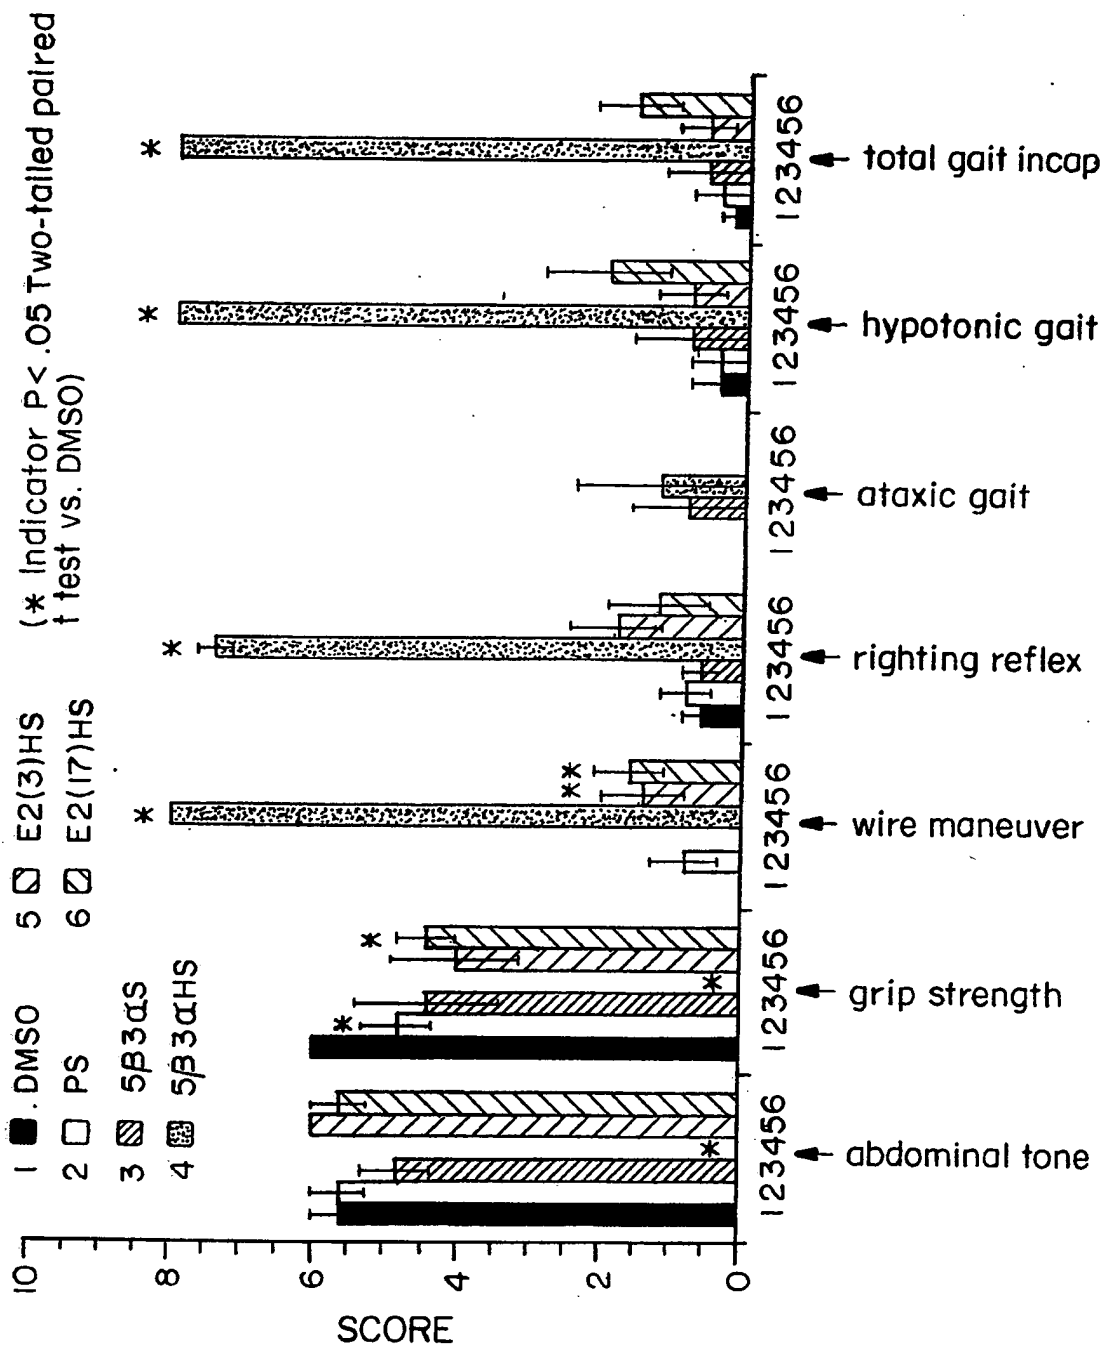 1 DMSO
2 PS
3 5β3αS
4 5β3αHS
5 E2(3)HS
6 E2(17)HS
(* Indicator P< .05 Two-tailed paired
t test vs. DMSO)
SCORE
10
8
6
4
2
0
* * * * * * * * * * *
123456
abdominal tone
123456
grip strength
123456
wire maneuver
123456
righting reflex
123456
ataxic gait
123456
hypotonic gait
123456
total gait incap